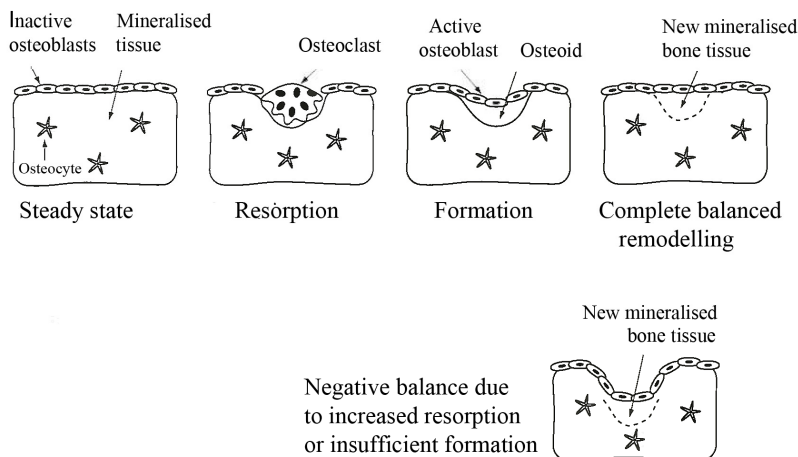 Inactive
osteoblasts
Mineralised
tissue
Osteoclast
Active
osteoblast
Osteoid
New mineralised
bone tissue
Osteocyte
Steady state
Resorption
Formation
Complete balanced
remodelling
New mineralised
bone tissue
Negative balance due
to increased resorption
or insufficient formation